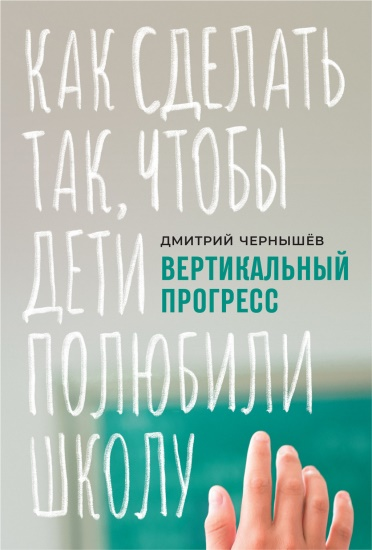 КАК СДЕЛАТЬ
ТАК, ЧТОБЫ
ДЕТИ
ДМИТРИЙ ЧЕРНЫШЁВ
ВЕРТИКАЛЬНЫЙ
ПРОГРЕСС
ПОЛЮБИЛИ
ШКОЛУ